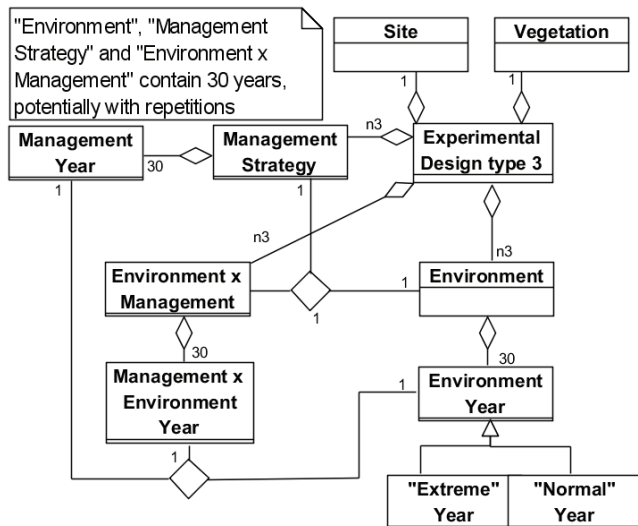 "Environment", "Management
Strategy" and "Environment x
Management" contain 30 years,
potentially with repetitions
Site
Vegetation
1
1
Management
Year
30
Management
Strategy
n3
Experimental
Design type 3
1
1
n3
n3
Environment x
Management
1
1
Environment
30
30
Management x
Environment
Year
1
Environment
Year
1
"Extreme"
Year
"Normal"
Year